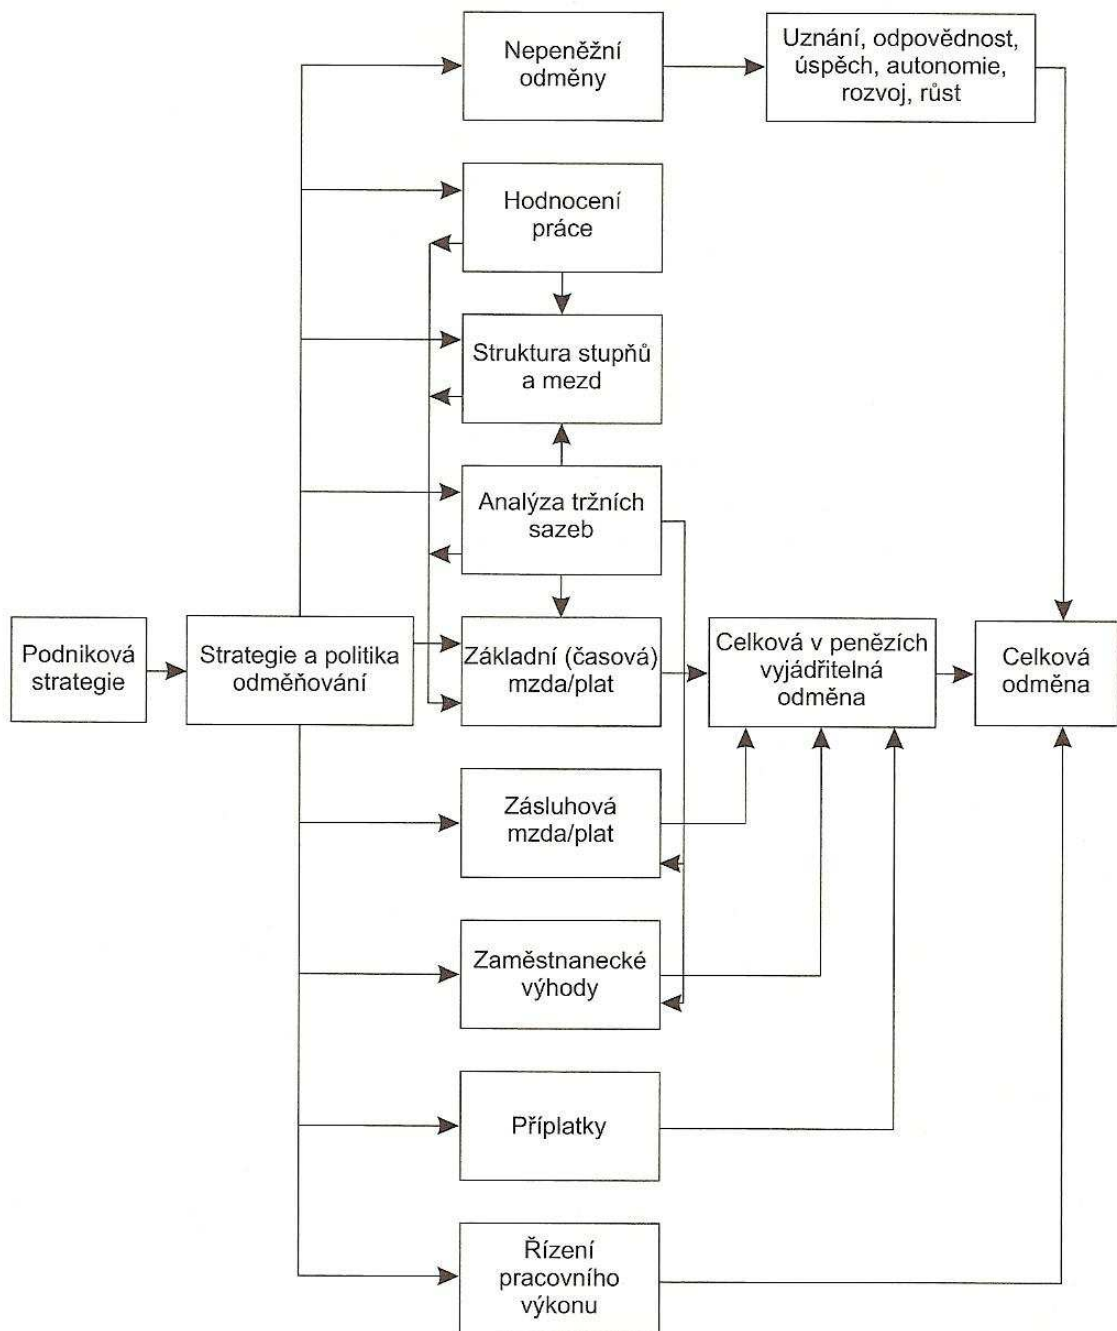 Nepeněžní
odměny
Uznání, odpovědnost,
úspěch, autonomie,
rozvoj, růst
Hodnocení
práce
Struktura stupňů
a mezd
Analýza tržních
sazeb
Podniková
strategie
Strategie a politika
odměňování
Základní (časová)
mzda/plat
Celková v penězích
vyjádřitelná
odměna
Celková
odměna
Zásluhová
mzda/plat
Zaměstnanecké
výhody
Příplatky
Řízení
pracovního
výkonu